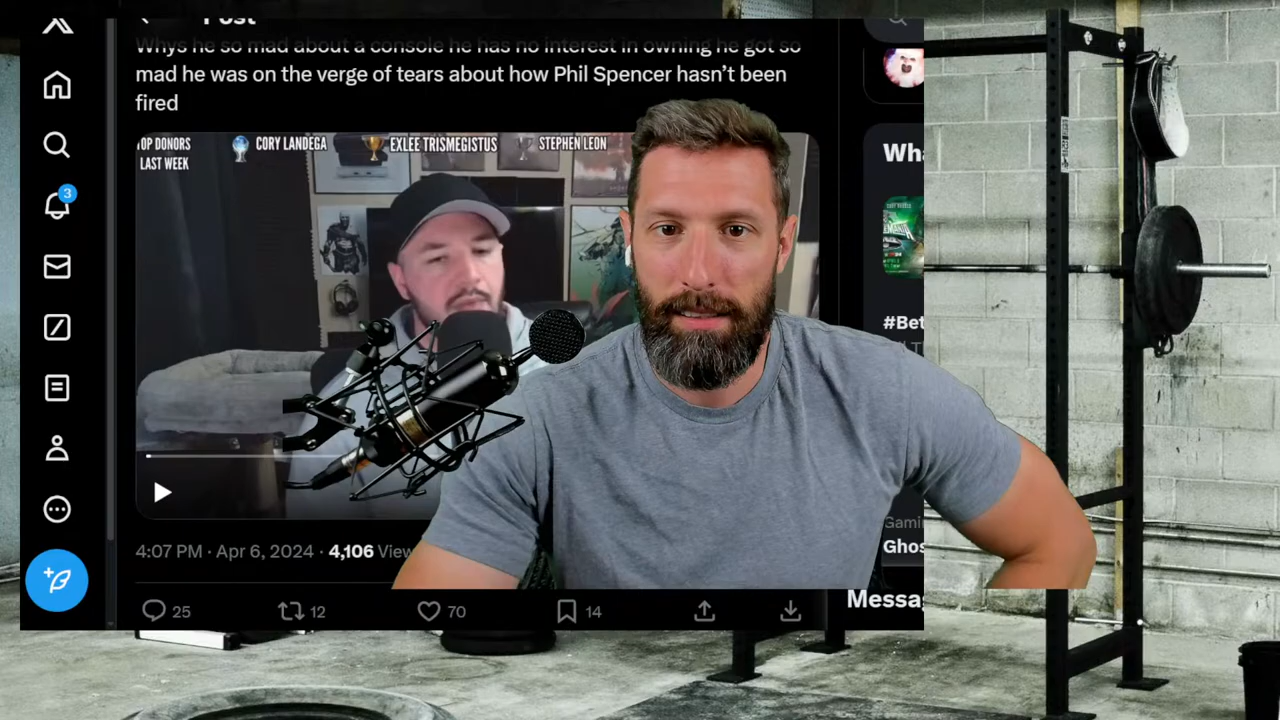 Post
Whys he so mad about a console he has no interest in owning he got so
mad he was on the verge of tears about how Phil Spencer hasn't been
fired
TOP DONORS
LAST WEEK
CORY LANDEGA
EXLEE TRISMEGISTUS
STEPHEN LEON
3
Wha
#Bet
Gami
Ghos
4:07 PM · Apr 6, 2024 · 4,106 View
25
12
70
14
Messa